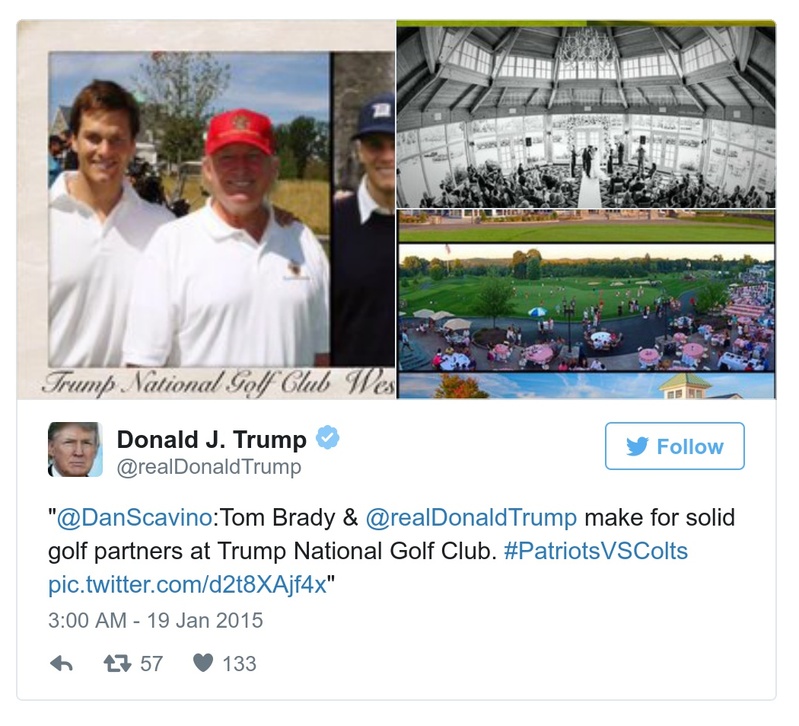 Trump National Golf Club Wes
Donald J. Trump
@realDonaldTrump
Follow
"@DanScavino:Tom Brady & @realDonaldTrump make for solid
golf partners at Trump National Golf Club. #PatriotsVSColts
pic.twitter.com/d2t8XAjf4x"
3:00 AM - 19 Jan 2015
57
133